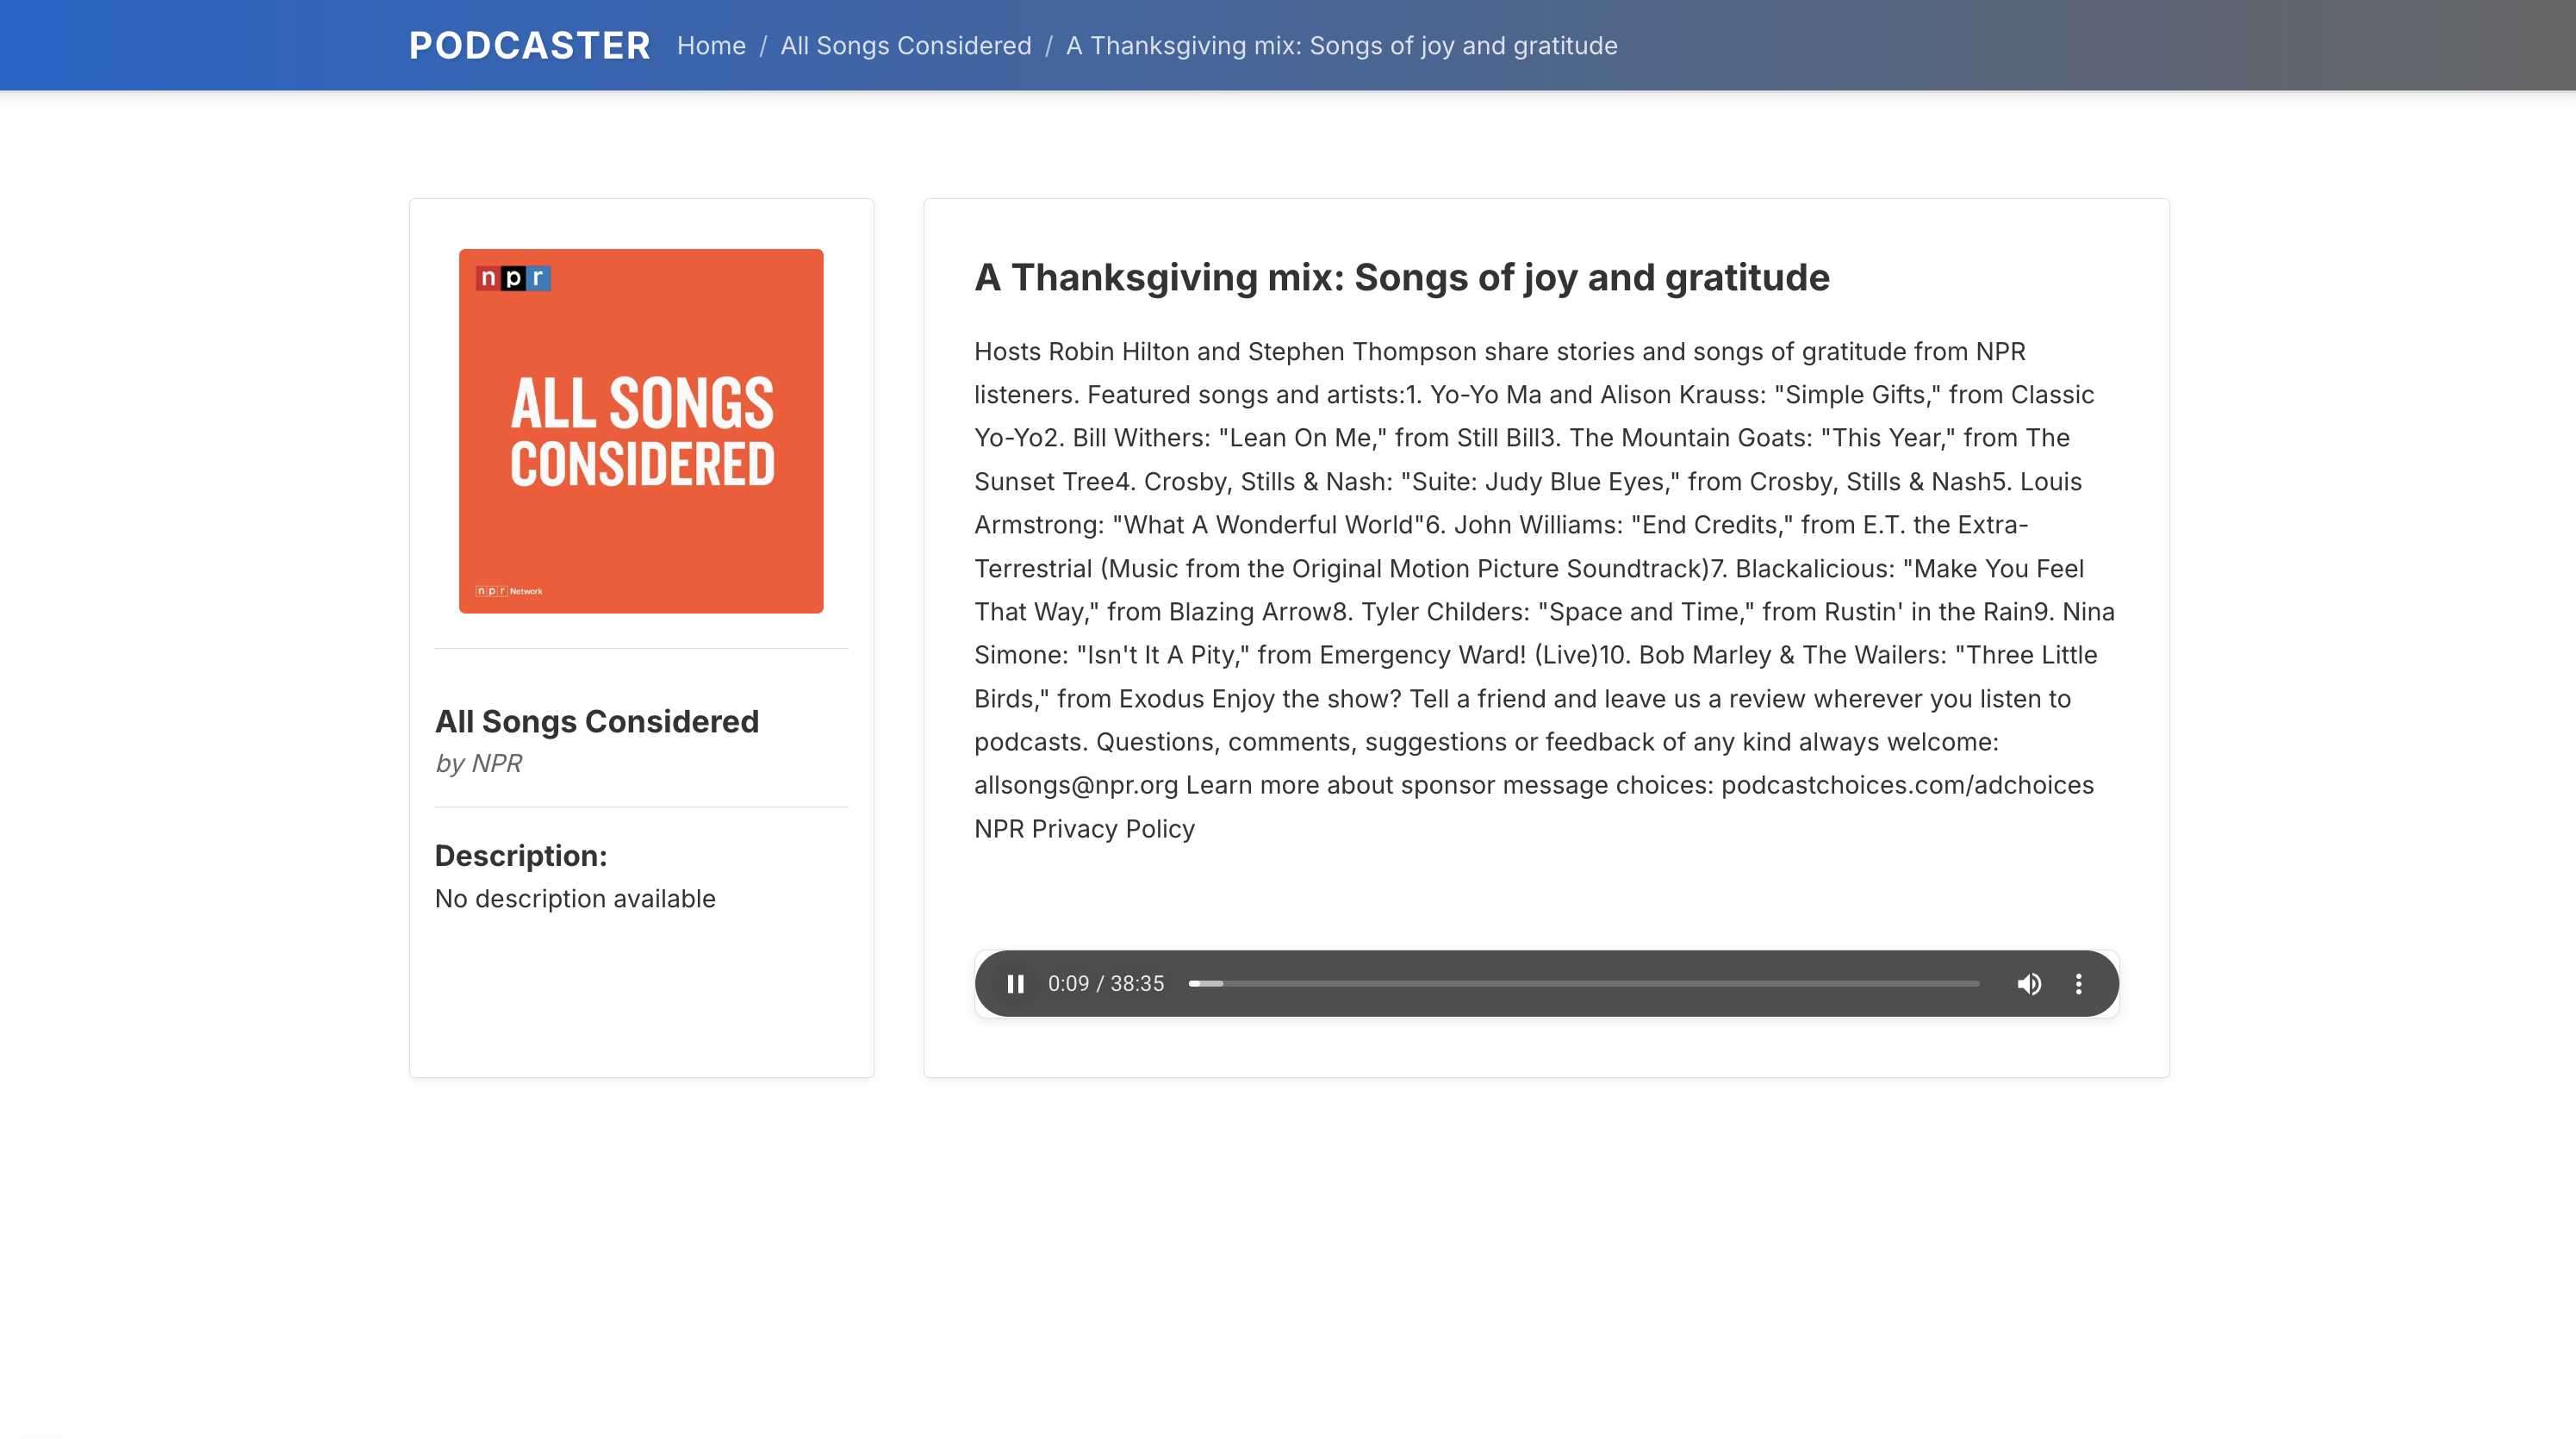 PODCASTER Home / All Songs Considered / A Thanksgiving mix: Songs of joy and gratitude
npr
ALL SONGS
CONSIDERED
npr Network
All Songs Considered
by NPR
Description:
No description available
A Thanksgiving mix: Songs of joy and gratitude
Hosts Robin Hilton and Stephen Thompson share stories and songs of gratitude from NPR
listeners. Featured songs and artists:1. Yo-Yo Ma and Alison Krauss: "Simple Gifts," from Classic
Yo-Yo2. Bill Withers: "Lean On Me," from Still Bill3. The Mountain Goats: "This Year," from The
Sunset Tree4. Crosby, Stills & Nash: "Suite: Judy Blue Eyes," from Crosby, Stills & Nash5. Louis
Armstrong: "What A Wonderful World"6. John Williams: "End Credits," from E.T. the Extra-
Terrestrial (Music from the Original Motion Picture Soundtrack)7. Blackalicious: "Make You Feel
That Way," from Blazing Arrow8. Tyler Childers: "Space and Time," from Rustin' in the Rain9. Nina
Simone: "Isn't It A Pity," from Emergency Ward! (Live)10. Bob Marley & The Wailers: "Three Little
Birds," from Exodus Enjoy the show? Tell a friend and leave us a review wherever you listen to
podcasts. Questions, comments, suggestions or feedback of any kind always welcome:
allsongs@npr.org Learn more about sponsor message choices: podcastchoices.com/adchoices
NPR Privacy Policy
0:09 / 38:35